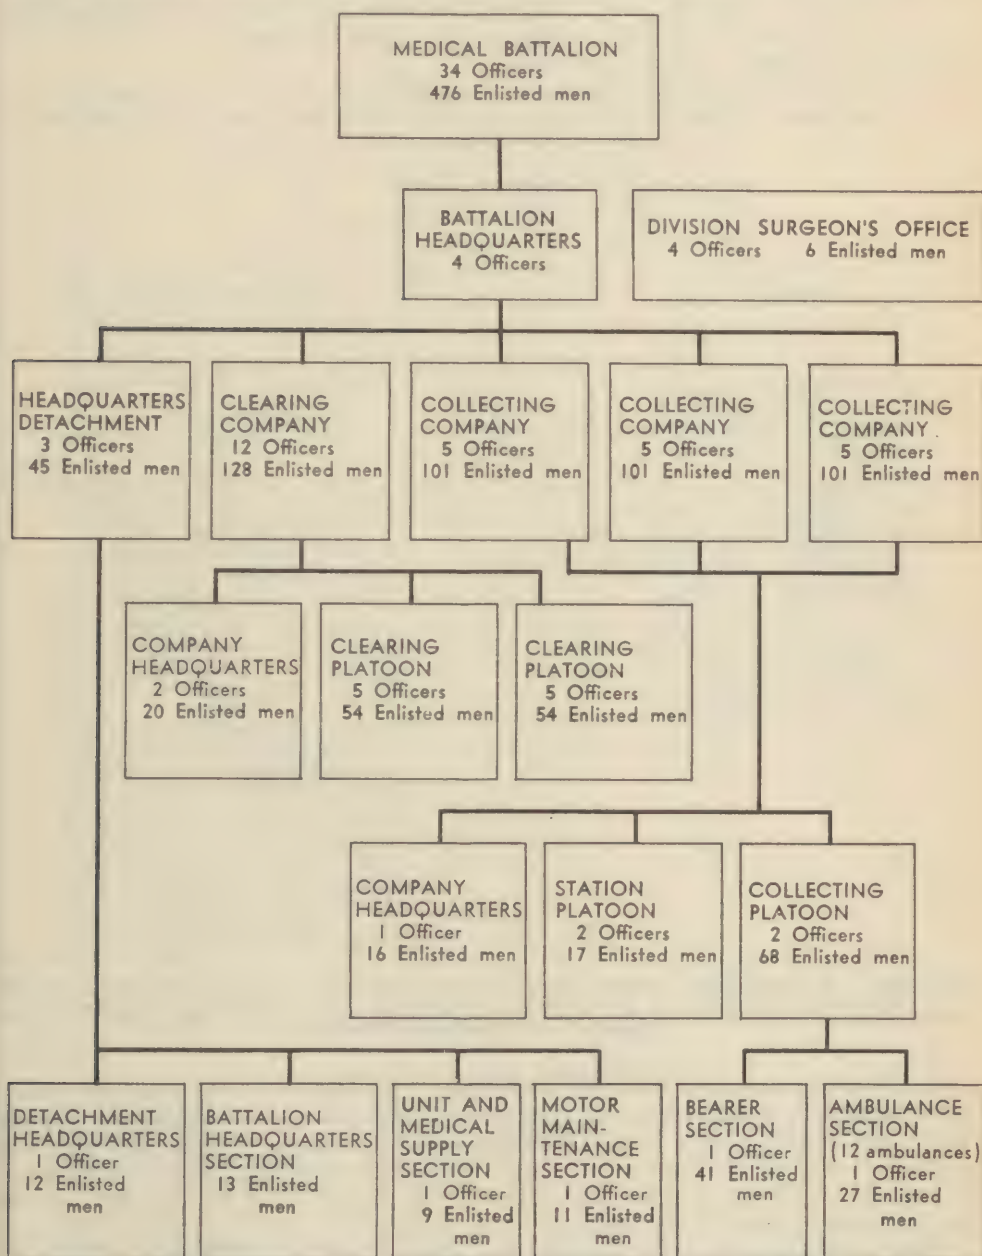 MEDICAL BATTALION
34 Officers
476 Enlisted men
BATTALION
HEADQUARTERS
4 Officers
DIVISION SURGEON'S OFFICE
4 Officers 6 Enlisted men
HEADQUARTERS
DETACHMENT
3 Officers
45 Enlisted men
CLEARING
COMPANY
12 Officers
128 Enlisted men
COLLECTING
COMPANY
5 Officers
101 Enlisted men
COLLECTING
COMPANY
5 Officers
101 Enlisted men
COLLECTING
COMPANY
5 Officers
101 Enlisted men
COMPANY
HEADQUARTERS
2 Officers
20 Enlisted men
CLEARING
PLATOON
5 Officers
54 Enlisted men
CLEARING
PLATOON
5 Officers
54 Enlisted men
COMPANY
HEADQUARTERS
1 Officer
16 Enlisted men
STATION
PLATOON
2 Officers
17 Enlisted men
COLLECTING
PLATOON
2 Officers
68 Enlisted men
DETACHMENT
HEADQUARTERS
1 Officer
12 Enlisted
men
BATTALION
HEADQUARTERS
SECTION
13 Enlisted
men
UNIT AND
MEDICAL
SUPPLY
SECTION
1 Officer
9 Enlisted
men
MOTOR
MAIN-
TENANCE
SECTION
1 Officer
11 Enlisted
men
BEARER
SECTION
1 Officer
41 Enlisted
men
AMBULANCE
SECTION
(12 ambulances)
1 Officer
27 Enlisted
men